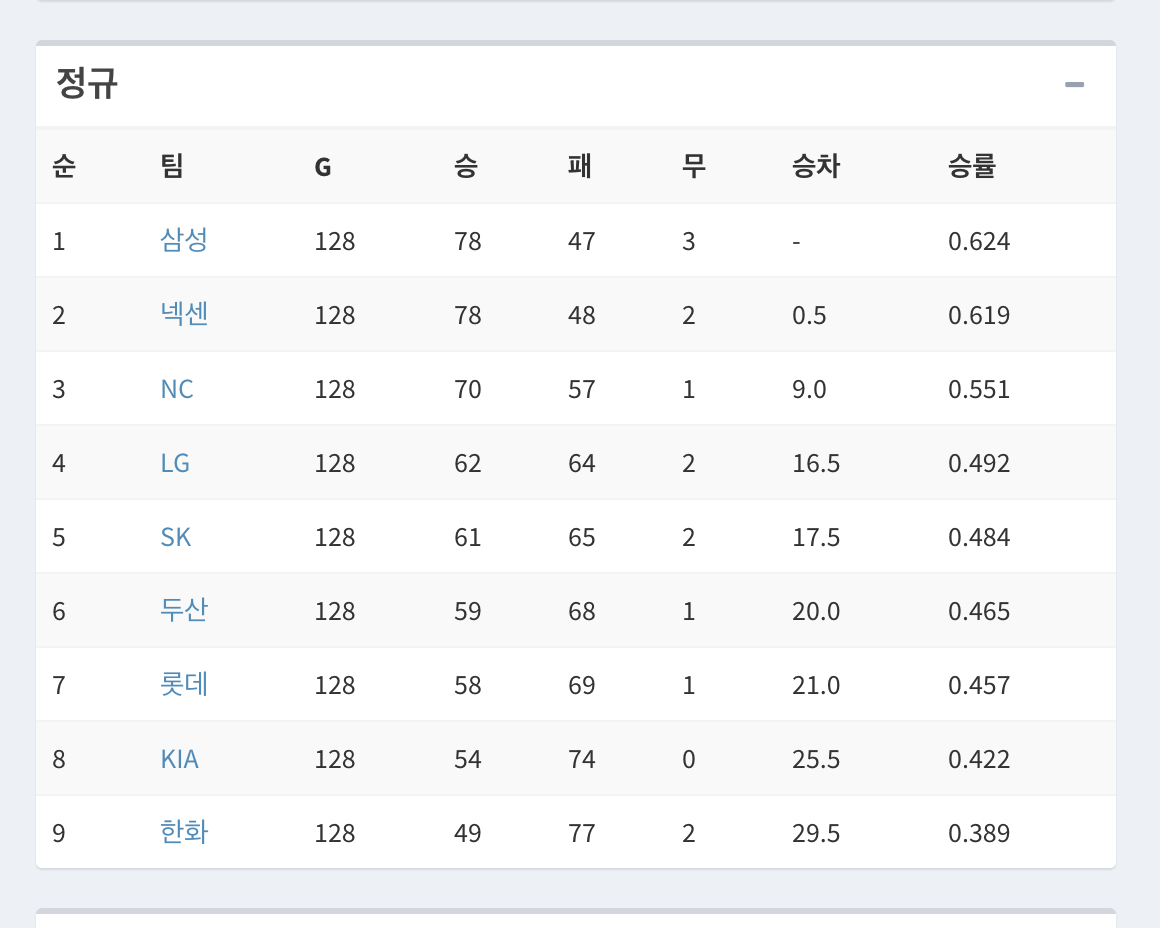 정규
순 팀 G 승 패 무 승차 승률
1 삼성 128 78 47 3 - 0.624
2 넥센 128 78 48 2 0.5 0.619
3 NC 128 70 57 1 9.0 0.551
4 LG 128 62 64 2 16.5 0.492
5 SK 128 61 65 2 17.5 0.484
6 두산 128 59 68 1 20.0 0.465
7 롯데 128 58 69 1 21.0 0.457
8 KIA 128 54 74 0 25.5 0.422
9 한화 128 49 77 2 29.5 0.389